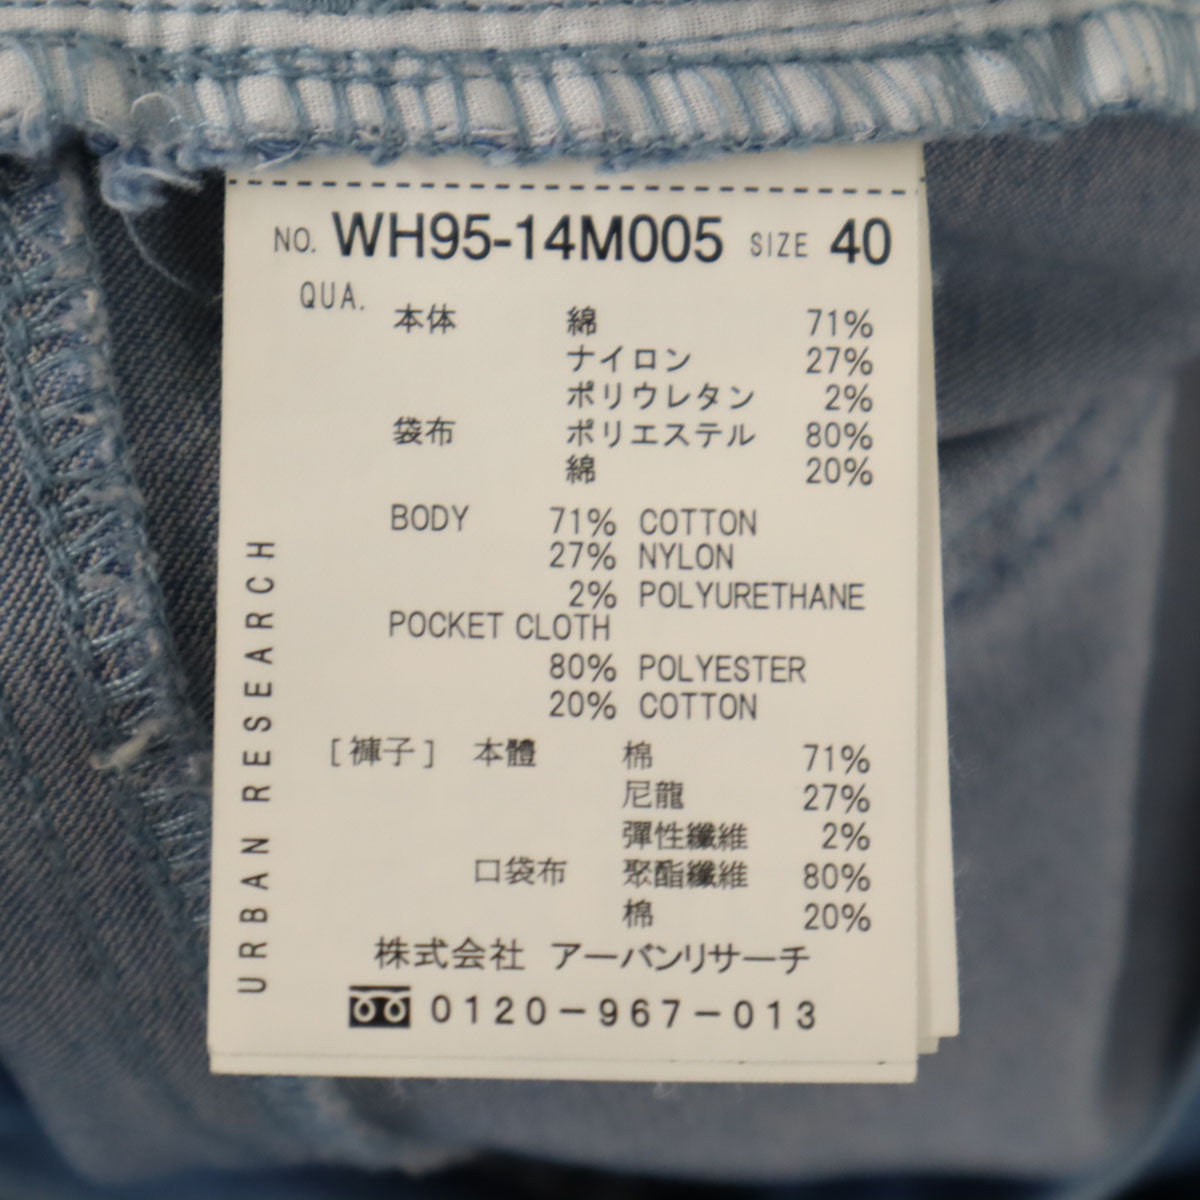 NO. WH95-14M005 SIZE 40
QUA.
本体 綿 71%
ナイロン 27%
ポリウレタン 2%
袋布 ポリエステル 80%
綿 20%
BODY 71% COTTON
27% NYLON
2% POLYURETHANE
POCKET CLOTH
80% POLYESTER
20% COTTON
[褲子] 本體 棉 71%
尼龍 27%
彈性纖維 2%
口袋布 聚酯纖維 80%
棉 20%
株式会社 アーバンリサーチ
0120-967-013
URBAN RESEARCH